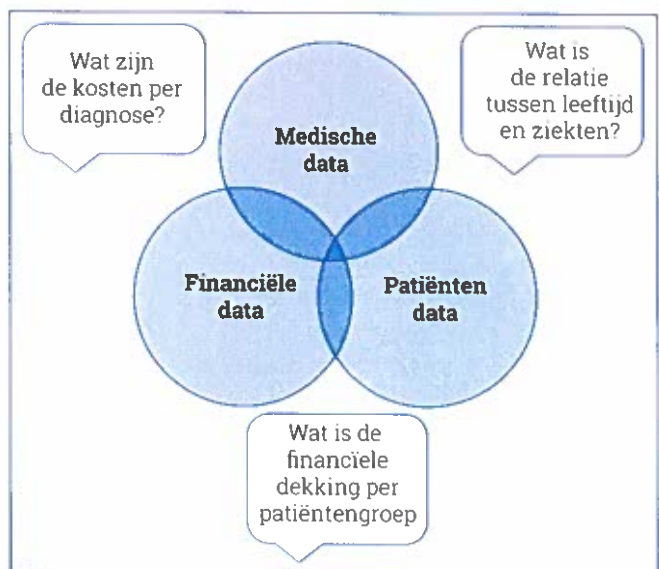 Wat zijn
de kosten per
diagnose?
Wat is
de relatie
tussen leeftijd
en ziekten?
Medische
data
Financiële
data
Patiënten
data
Wat is de
financïele
dekking per
patiëntengroep